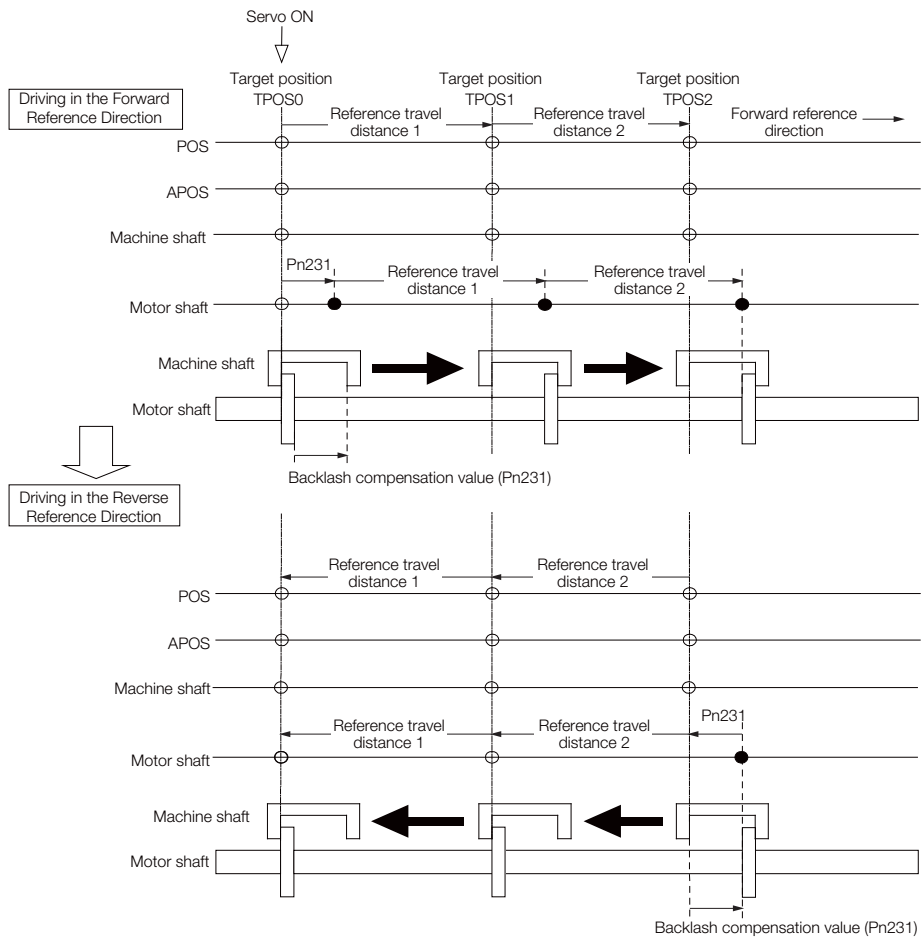 Servo ON
Target position
TPOS0
Target position
TPOS1
Target position
TPOS2
Driving in the Forward
Reference Direction
Reference travel
distance 1
Reference travel
distance 2
Forward reference
direction
POS
APOS
Machine shaft
Pn231
Reference travel
distance 1
Reference travel
distance 2
Motor shaft
Machine shaft
Motor shaft
Backlash compensation value (Pn231)
Driving in the Reverse
Reference Direction
Reference travel
distance 1
Reference travel
distance 2
POS
APOS
Machine shaft
Pn231
Reference travel
distance 1
Reference travel
distance 2
Motor shaft
Machine shaft
Motor shaft
Backlash compensation value (Pn231)